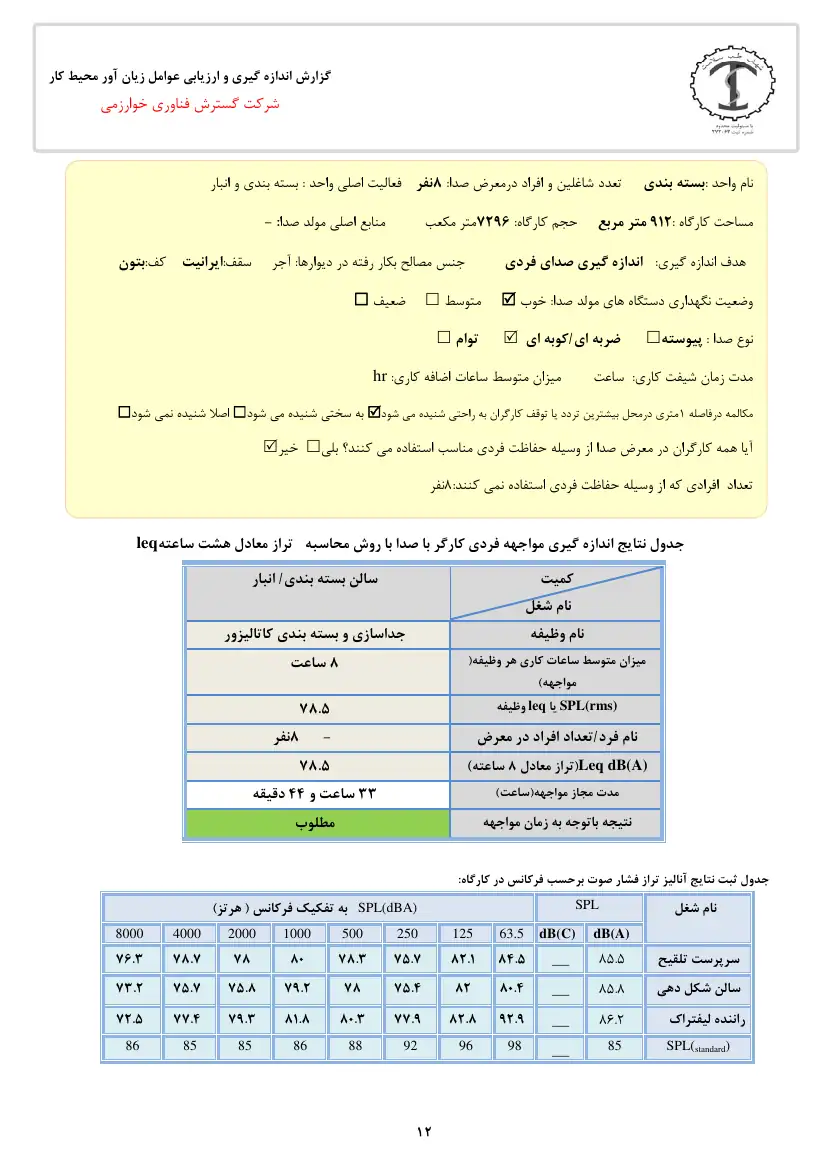 گزارش اندازه گیری و ارزیابی عوامل زیان آور محیط کار
شرکت گسترش فناوری خوارزمی
شهاب طب سلامت
با مسئولیت محدود
شماره ثبت ۲۷۳۰۶۴
نام واحد :بسته بندی تعدد شاغلین و افراد درمعرض صدا: ۸نفر فعالیت اصلی واحد : بسته بندی و انبار
مساحت کارگاه :۹۱۲ متر مربع حجم کارگاه: ۷۲۹۶متر مکعب منابع اصلی مولد صدا: -
هدف اندازه گیری: اندازه گیری صدای فردی جنس مصالح بکار رفته در دیوارها: آجر سقف:ایرانیت کف:بتون
وضعیت نگهداری دستگاه های مولد صدا: خوب ☑ متوسط ☐ ضعیف ☐
نوع صدا : پیوسته☐ ضربه ای/کوبه ای ☑ توام ☐
مدت زمان شیفت کاری: ساعت میزان متوسط ساعات اضافه کاری: hr
مکالمه درفاصله ۱متری درمحل بیشترین تردد یا توقف کارگران به راحتی شنیده می شود☑ به سختی شنیده می شود☐ اصلا شنیده نمی شود☐
آیا همه کارگران در معرض صدا از وسیله حفاظت فردی مناسب استفاده می کنند؟ بلی☐ خیر☑
تعداد افرادی که از وسیله حفاظت فردی استفاده نمی کنند:۸نفر
جدول نتایج اندازه گیری مواجهه فردی کارگر با صدا با روش محاسبه تراز معادل هشت ساعته leq
کمیت سالن بسته بندی/ انبار
نام شغل
نام وظیفه جداسازی و بسته بندی کاتالیزور
میزان متوسط ساعات کاری هر وظیفه( ۸ ساعت
مواجهه)
SPL(rms) یا leq وظیفه ۷۸.۵
نام فرد/تعداد افراد در معرض - ۸نفر
Leq dB(A)(تراز معادل ۸ ساعته) ۷۸.۵
مدت مجاز مواجهه(ساعت) ۳۳ ساعت و ۴۴ دقیقه
نتیجه باتوجه به زمان مواجهه مطلوب
جدول ثبت نتایج آنالیز تراز فشار صوت برحسب فرکانس در کارگاه:
نام شغل SPL SPL(dBA) به تفکیک فرکانس ( هرتز)
dB(A) dB(C) 63.5 125 250 500 1000 2000 4000 8000
سرپرست تلقیح ۸۵.۵ __ ۸۴.۵ ۸۲.۱ ۷۵.۷ ۷۸.۳ ۸۰ ۷۸ ۷۸.۷ ۷۶.۳
سالن شکل دهی ۸۵.۸ __ ۸۰.۴ ۸۲ ۷۵.۴ ۷۸ ۷۹.۲ ۷۵.۸ ۷۵.۷ ۷۳.۲
راننده لیفتراک ۸۶.۲ __ ۹۲.۹ ۸۲.۸ ۷۷.۹ ۸۰.۳ ۸۱.۸ ۷۹.۳ ۷۷.۴ ۷۲.۵
SPL(standard) 85 __ 98 96 92 88 86 85 85 86
۱۲